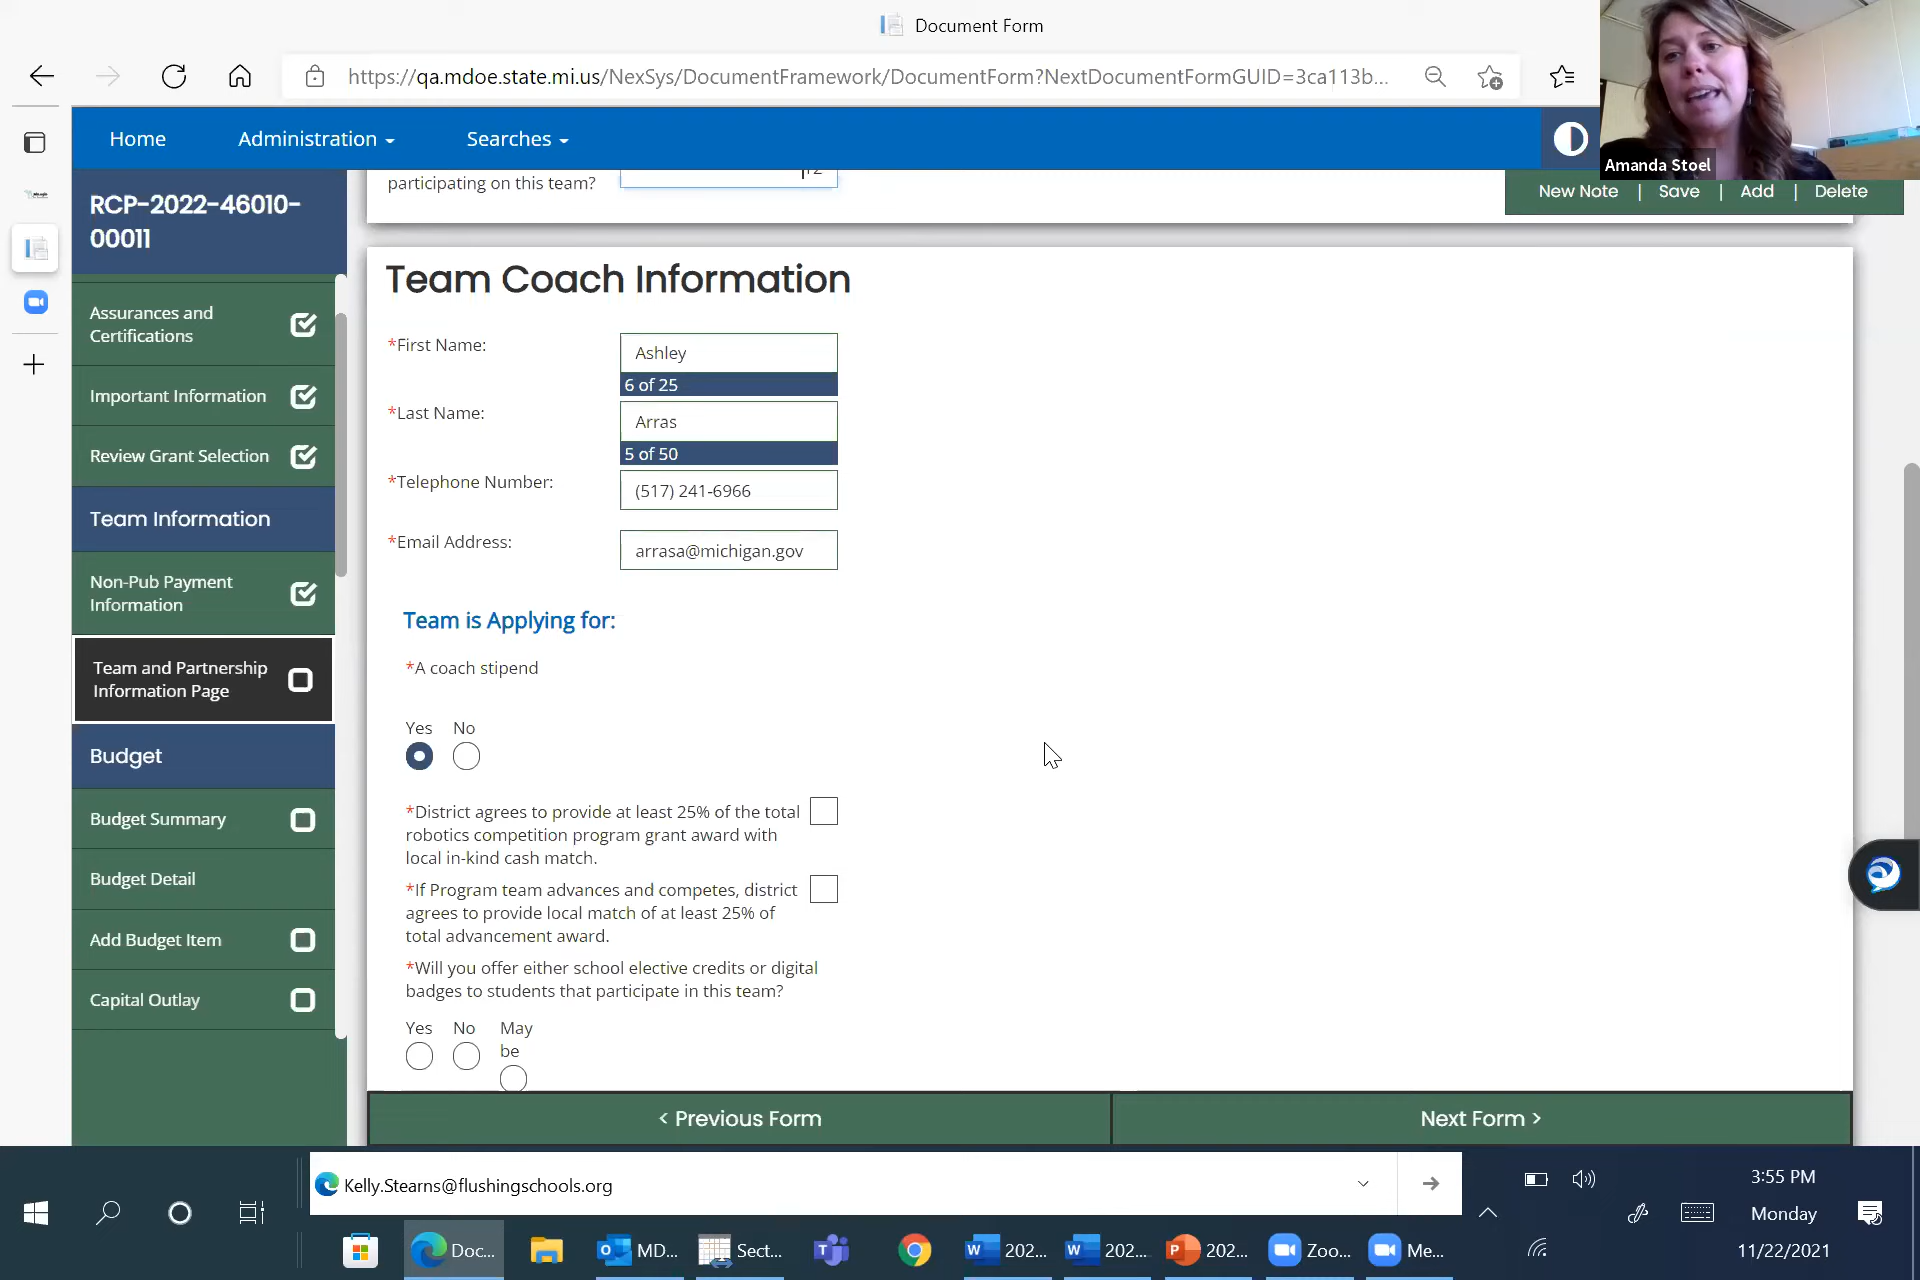 Document Form
https://qa.mdoe.state.mi.us/NexSys/DocumentFramework/DocumentForm?NextDocumentFormGUID=3ca113b...
Amanda Stoel
Home
Administration
Searches
New Note | Save | Add | Delete
RCP-2022-46010-
00011
Assurances and
Certifications
Important Information
Review Grant Selection
Team Information
Non-Pub Payment
Information
Team and Partnership
Information Page
Budget
Budget Summary
Budget Detail
Add Budget Item
Capital Outlay
participating on this team?
12
Team Coach Information
*First Name:
Ashley
6 of 25
*Last Name:
Arras
5 of 50
*Telephone Number:
(517) 241-6966
*Email Address:
arrasa@michigan.gov
Team is Applying for:
*A coach stipend
Yes No
*District agrees to provide at least 25% of the total
robotics competition program grant award with
local in-kind cash match.
*If Program team advances and competes, district
agrees to provide local match of at least 25% of
total advancement award.
*Will you offer either school elective credits or digital
badges to students that participate in this team?
Yes No May
be
< Previous Form
Next Form >
Kelly.Stearns@flushingschools.org
3:55 PM
Monday
11/22/2021
Doc...
MD...
Sect...
202...
202...
202...
Zoo...
Me...